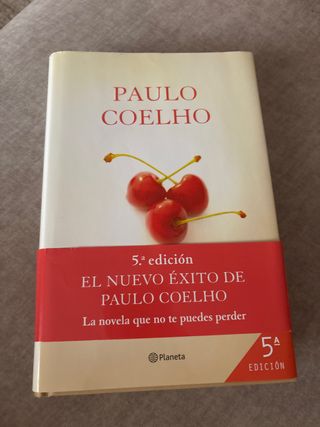 PAULO
COELHO
5.ª edición
EL NUEVO ÉXITO DE
PAULO COELHO
La novela que no te puedes perder
Planeta
5ª
EDICIÓN